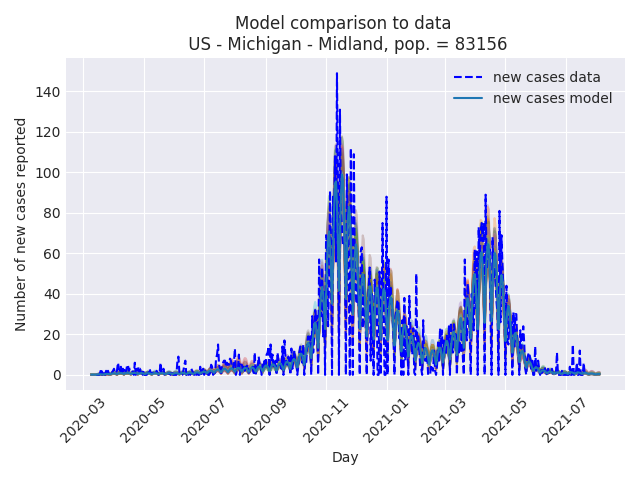 Model comparison to data
US - Michigan - Midland, pop. = 83156
new cases data
new cases model
Number of new cases reported
140
120
100
80
60
40
20
0
2020-03
2020-05
2020-07
2020-09
2020-11
2021-01
2021-03
2021-05
2021-07
Day